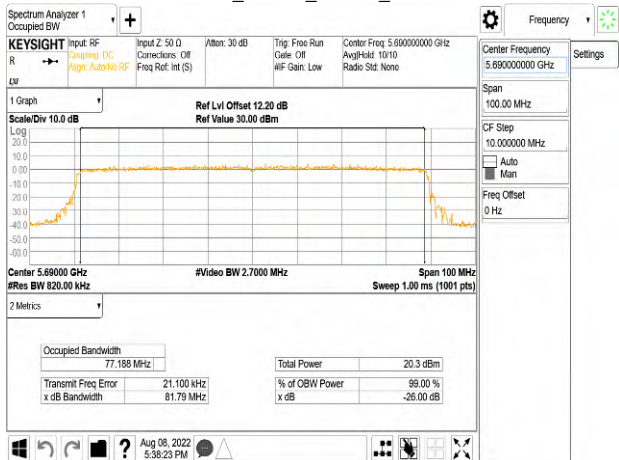 Spectrum Analyzer 1
Occupied BW
+
Frequency
KEYSIGHT
R
Input: RF
Coupling: DC
Align: Auto/No RF
Input Z: 50 Ω
Corrections: Off
Freq Ref: Int (S)
Atten: 30 dB
Trig: Free Run
Gate: Off
#IF Gain: Low
Center Freq: 5.690000000 GHz
Avg|Hold: 10/10
Radio Std: None
Center Frequency
5.690000000 GHz
Settings
Span
100.00 MHz
CF Step
10.000000 MHz
Auto
Man
Freq Offset
0 Hz
1 Graph
Ref Lvl Offset 12.20 dB
Scale/Div 10.0 dB
Ref Value 30.00 dBm
Log
20.0
10.0
0.00
-10.0
-20.0
-30.0
-40.0
-50.0
-60.0
Center 5.69000 GHz
#Video BW 2.7000 MHz
Span 100 MHz
#Res BW 820.00 kHz
Sweep 1.00 ms (1001 pts)
2 Metrics
Occupied Bandwidth
77.188 MHz
Total Power
20.3 dBm
Transmit Freq Error
21.100 kHz
% of OBW Power
99.00 %
x dB Bandwidth
81.79 MHz
x dB
-26.00 dB
?
Aug 08, 2022
5:38:23 PM